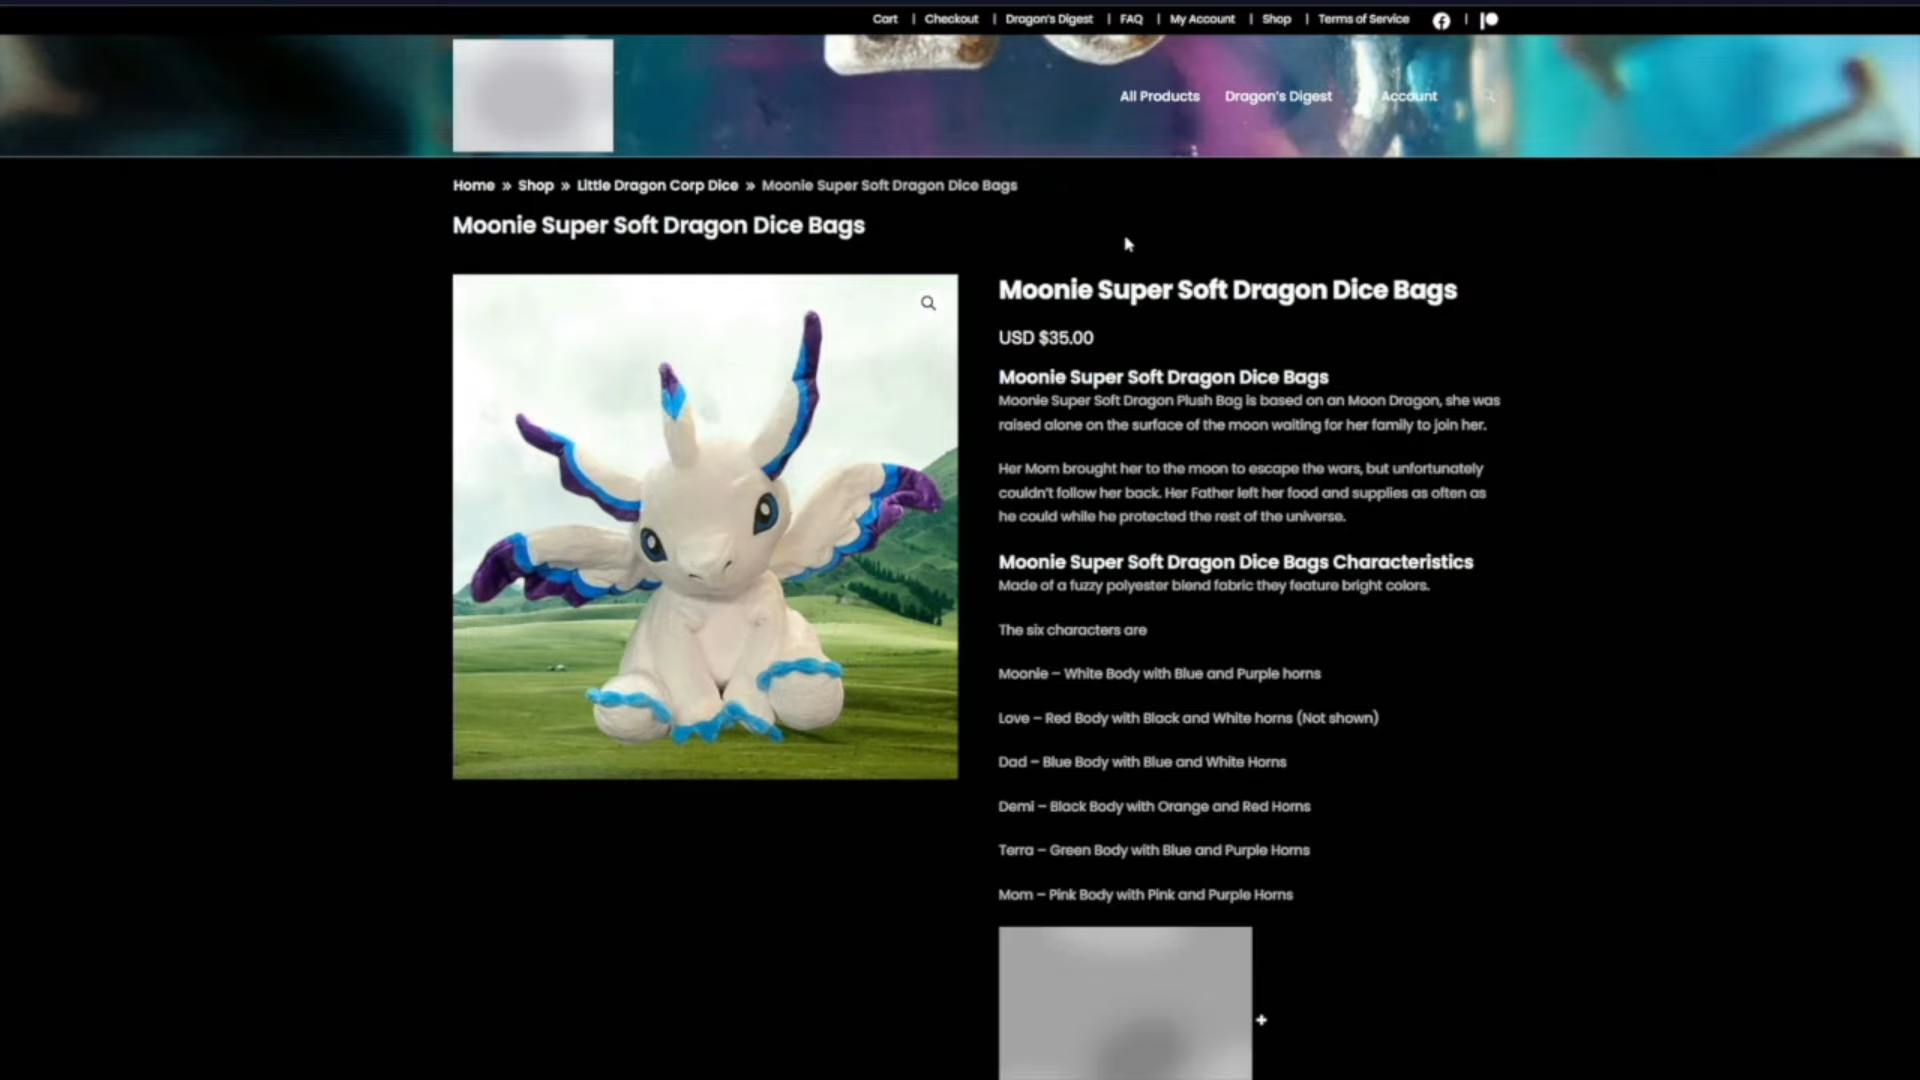 Cart | Checkout | Dragon's Digest | FAQ | My Account | Shop | Terms of Service |
All Products Dragon's Digest Account
Home » Shop » Little Dragon Corp Dice » Moonie Super Soft Dragon Dice Bags
Moonie Super Soft Dragon Dice Bags
Moonie Super Soft Dragon Dice Bags
USD $35.00
Moonie Super Soft Dragon Dice Bags
Moonie Super Soft Dragon Plush Bag is based on an Moon Dragon, she was
raised alone on the surface of the moon waiting for her family to join her.
Her Mom brought her to the moon to escape the wars, but unfortunately
couldn't follow her back. Her Father left her food and supplies as often as
he could while he protected the rest of the universe.
Moonie Super Soft Dragon Dice Bags Characteristics
Made of a fuzzy polyester blend fabric they feature bright colors.
The six characters are
Moonie – White Body with Blue and Purple horns
Love – Red Body with Black and White horns (Not shown)
Dad – Blue Body with Blue and White Horns
Demi – Black Body with Orange and Red Horns
Terra – Green Body with Blue and Purple Horns
Mom – Pink Body with Pink and Purple Horns
+